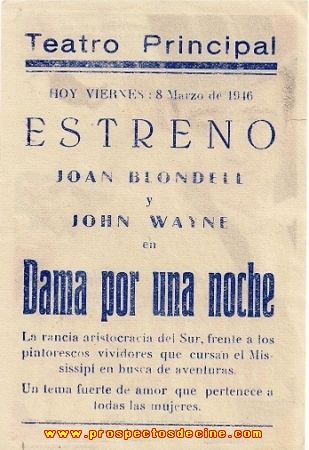 Teatro Principal
HOY VIERNES: 8 Marzo de 1946
ESTRENO
JOAN BLONDELL
y
JOHN WAYNE
en
Dama por una noche
La rancia aristocracia del Sur, frente a los
pintorescos vividores que cursan el Mis-
sissipi en busca de aventuras.
Un tema fuerte de amor que pertenece a
todas las mujeres.
www.prospectosdecine.com